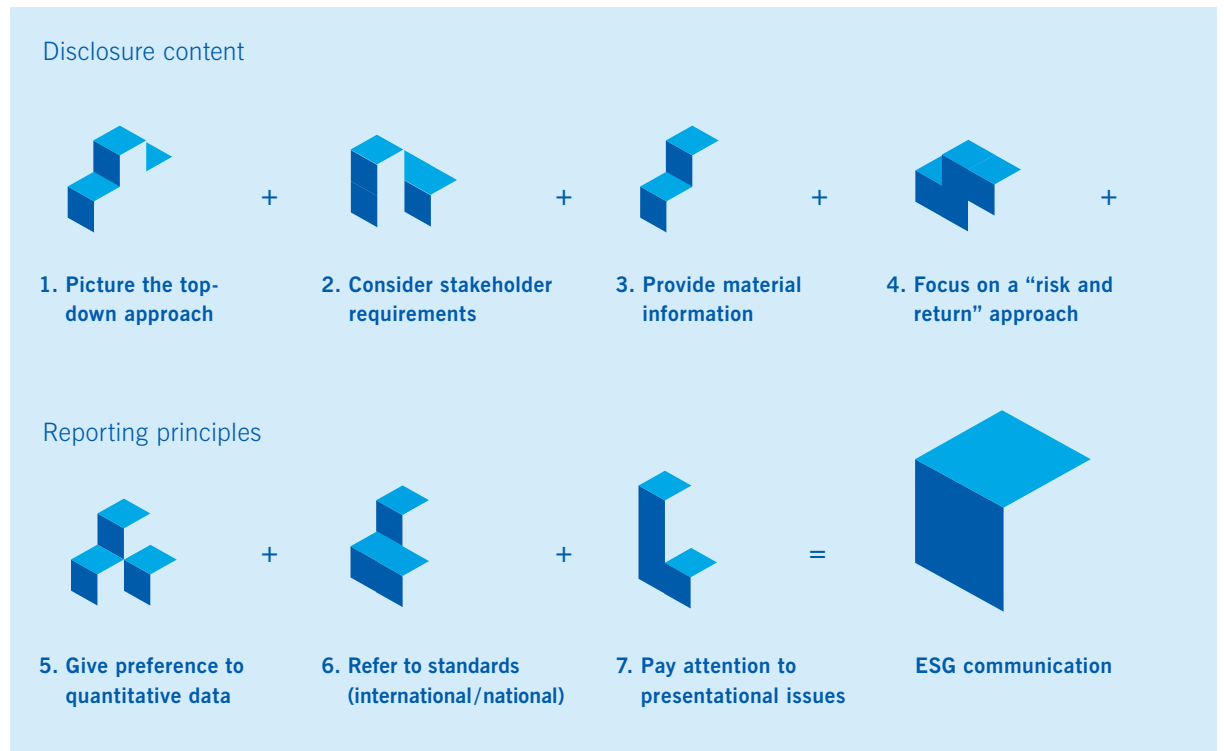 Disclosure content
+ + + +
1. Picture the top-
down approach
2. Consider stakeholder
requirements
3. Provide material
information
4. Focus on a “risk and
return” approach
Reporting principles
+ + =
5. Give preference to
quantitative data
6. Refer to standards
(international/national)
7. Pay attention to
presentational issues
ESG communication